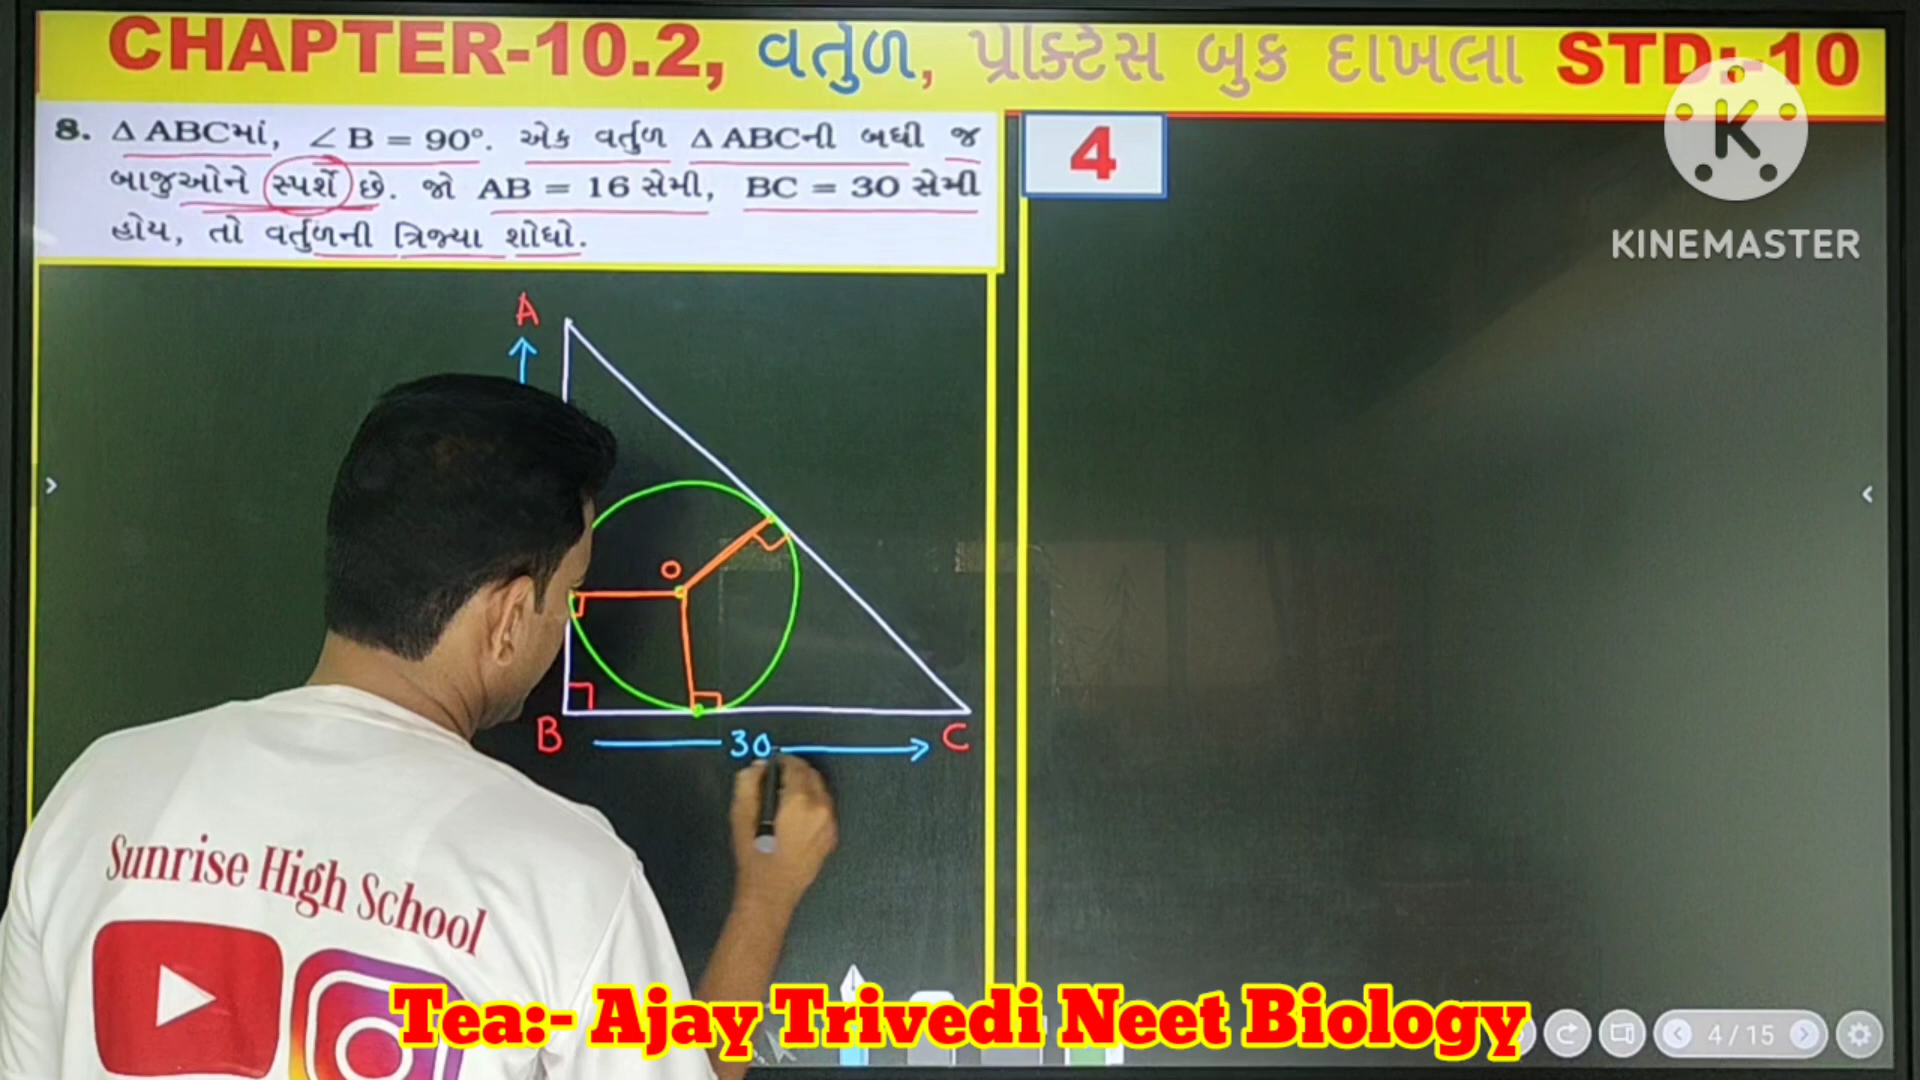 CHAPTER-10.2, વર્તુળ, પ્રેક્ટિસ બુક દાખલા STD:-10
8. Δ ABCમાં, ∠ B = 90°. એક વર્તુળ Δ ABCની બધી જ
બાજુઓને સ્પર્શે છે. જો AB = 16 સેમી, BC = 30 સેમી
હોય, તો વર્તુળની ત્રિજ્યા શોધો.
4
K
KINEMASTER
A
O
B
30
C
Sunrise High School
Tea:- Ajay Trivedi Neet Biology
4 / 15